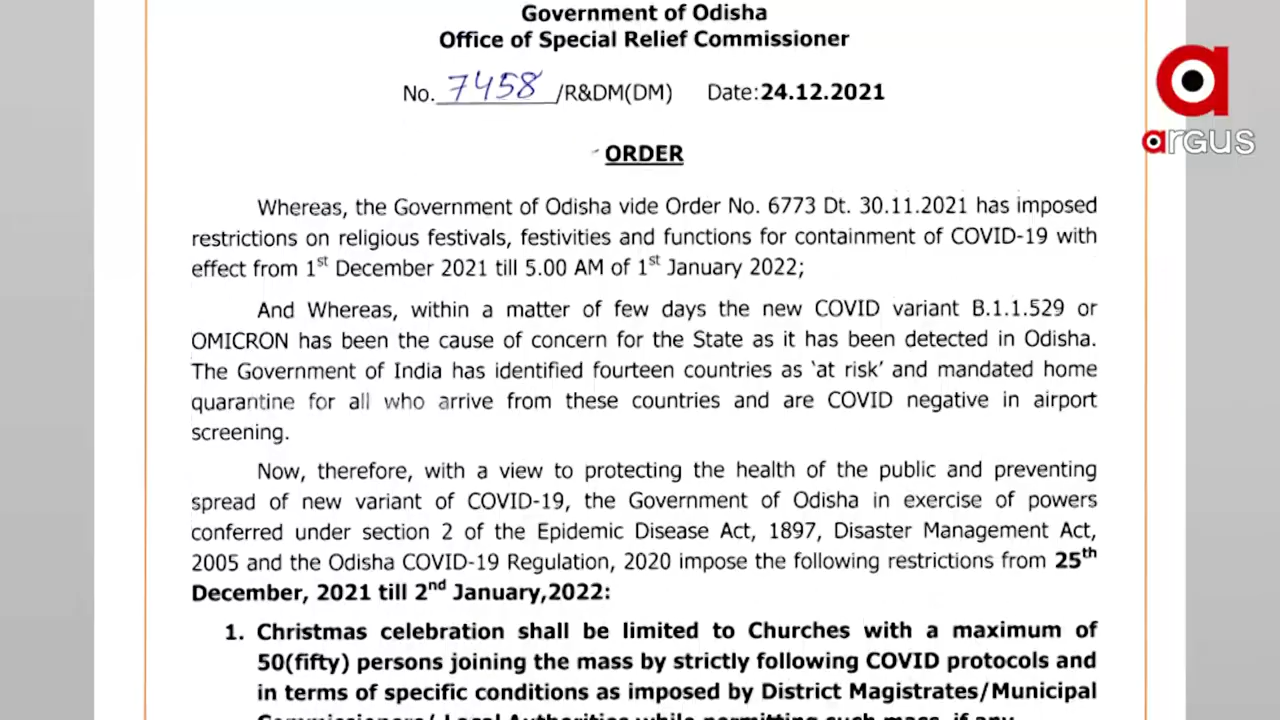 Government of Odisha
Office of Special Relief Commissioner
No. 7458 /R&DM(DM) Date:24.12.2021
ORDER
argus
Whereas, the Government of Odisha vide Order No. 6773 Dt. 30.11.2021 has imposed
restrictions on religious festivals, festivities and functions for containment of COVID-19 with
effect from 1st December 2021 till 5.00 AM of 1st January 2022;
And Whereas, within a matter of few days the new COVID variant B.1.1.529 or
OMICRON has been the cause of concern for the State as it has been detected in Odisha.
The Government of India has identified fourteen countries as ‘at risk’ and mandated home
quarantine for all who arrive from these countries and are COVID negative in airport
screening.
Now, therefore, with a view to protecting the health of the public and preventing
spread of new variant of COVID-19, the Government of Odisha in exercise of powers
conferred under section 2 of the Epidemic Disease Act, 1897, Disaster Management Act,
2005 and the Odisha COVID-19 Regulation, 2020 impose the following restrictions from 25th
December, 2021 till 2nd January,2022:
1. Christmas celebration shall be limited to Churches with a maximum of
50(fifty) persons joining the mass by strictly following COVID protocols and
in terms of specific conditions as imposed by District Magistrates/Municipal
Commissioners/ Local Authorities while permitting such mass, if any